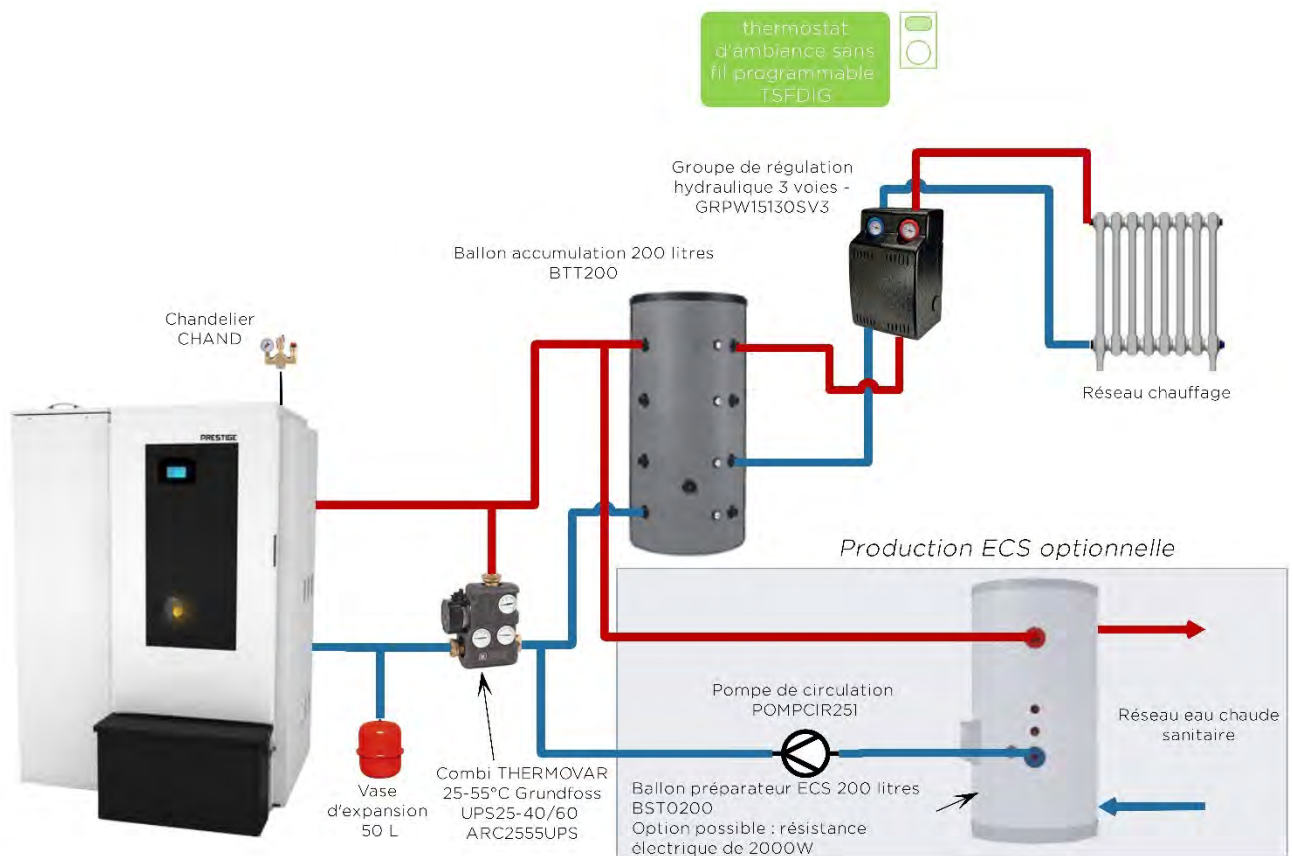 thermostat
d'ambiance sans
fil programmable
TSFDIG
Groupe de régulation
hydraulique 3 voies -
GRPW15130SV3
Ballon accumulation 200 litres
BTT200
Chandelier
CHAND
PRESTIGE
Réseau chauffage
Production ECS optionnelle
Pompe de circulation
POMPCIR251
Réseau eau chaude
sanitaire
Vase
d'expansion
50 L
Combi THERMOVAR
25-55°C Grundfoss
UPS25-40/60
ARC2555UPS
Ballon préparateur ECS 200 litres
BST0200
Option possible : résistance
électrique de 2000W